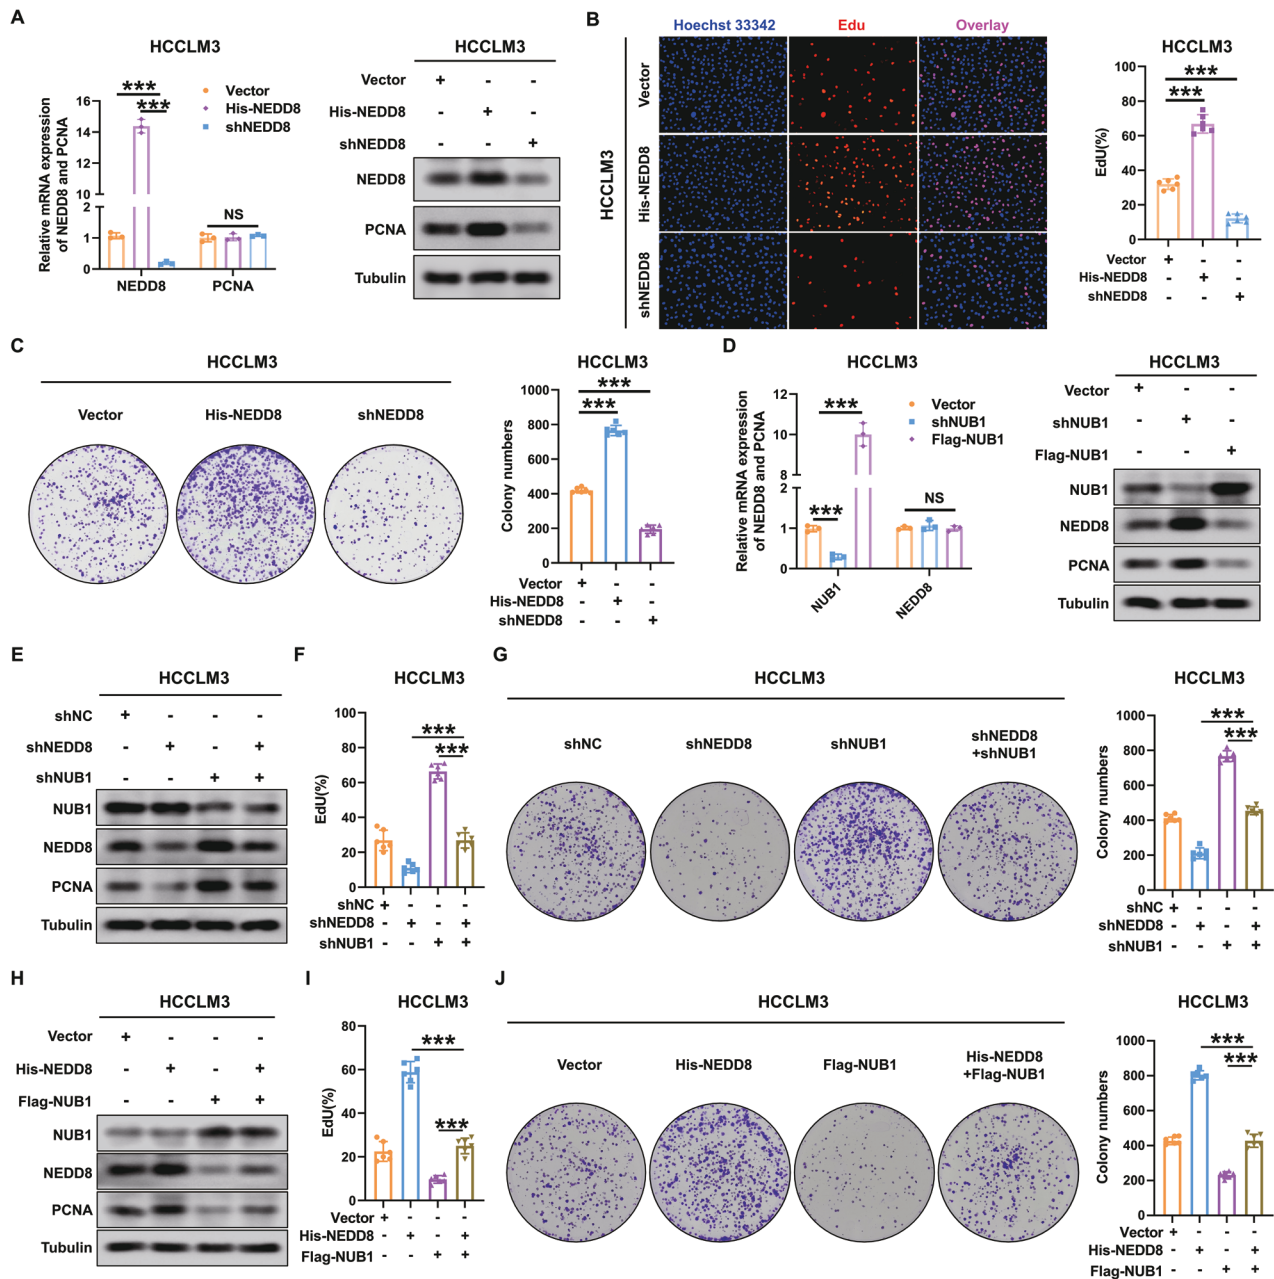 A
HCCLM3
Relative mRNA expression
of NEDD8 and PCNA
16
14
12
10
2
1
0
*** 
***
NS
Vector
His-NEDD8
shNEDD8
NEDD8 PCNA
HCCLM3
Vector + - -
His-NEDD8 - + -
shNEDD8 - - +
NEDD8
PCNA
Tubulin
B
Hoechst 33342 Edu Overlay
HCCLM3
Vector
His-NEDD8
shNEDD8
HCCLM3
EdU(%)
100
80
60
40
20
0
***
***
Vector + - -
His-NEDD8 - + -
shNEDD8 - - +
C
HCCLM3
Vector His-NEDD8 shNEDD8
HCCLM3
Colony numbers
1000
800
600
400
200
0
***
***
Vector + - -
His-NEDD8 - + -
shNEDD8 - - +
D
HCCLM3
Relative mRNA expression
of NEDD8 and PCNA
12
10
8
2
1
0
***
***
NS
Vector
shNUB1
Flag-NUB1
NUB1 NEDD8
HCCLM3
Vector + - -
shNUB1 - + -
Flag-NUB1 - - +
NUB1
NEDD8
PCNA
Tubulin
E
HCCLM3
shNC + - - -
shNEDD8 - + - +
shNUB1 - - + +
NUB1
NEDD8
PCNA
Tubulin
F
HCCLM3
EdU(%)
100
80
60
40
20
0
***
***
shNC + - - -
shNEDD8 - + - +
shNUB1 - - + +
G
HCCLM3
shNC shNEDD8 shNUB1 shNEDD8
+shNUB1
HCCLM3
Colony numbers
1000
800
600
400
200
0
***
***
shNC + - - -
shNEDD8 - + - +
shNUB1 - - + +
H
HCCLM3
Vector + - - -
His-NEDD8 - + - +
Flag-NUB1 - - + +
NUB1
NEDD8
PCNA
Tubulin
I
HCCLM3
EdU(%)
80
60
40
20
0
***
***
Vector + - - -
His-NEDD8 - + - +
Flag-NUB1 - - + +
J
HCCLM3
Vector His-NEDD8 Flag-NUB1 His-NEDD8
+Flag-NUB1
HCCLM3
Colony numbers
1000
800
600
400
200
0
***
***
Vector + - - -
His-NEDD8 - + - +
Flag-NUB1 - - + +